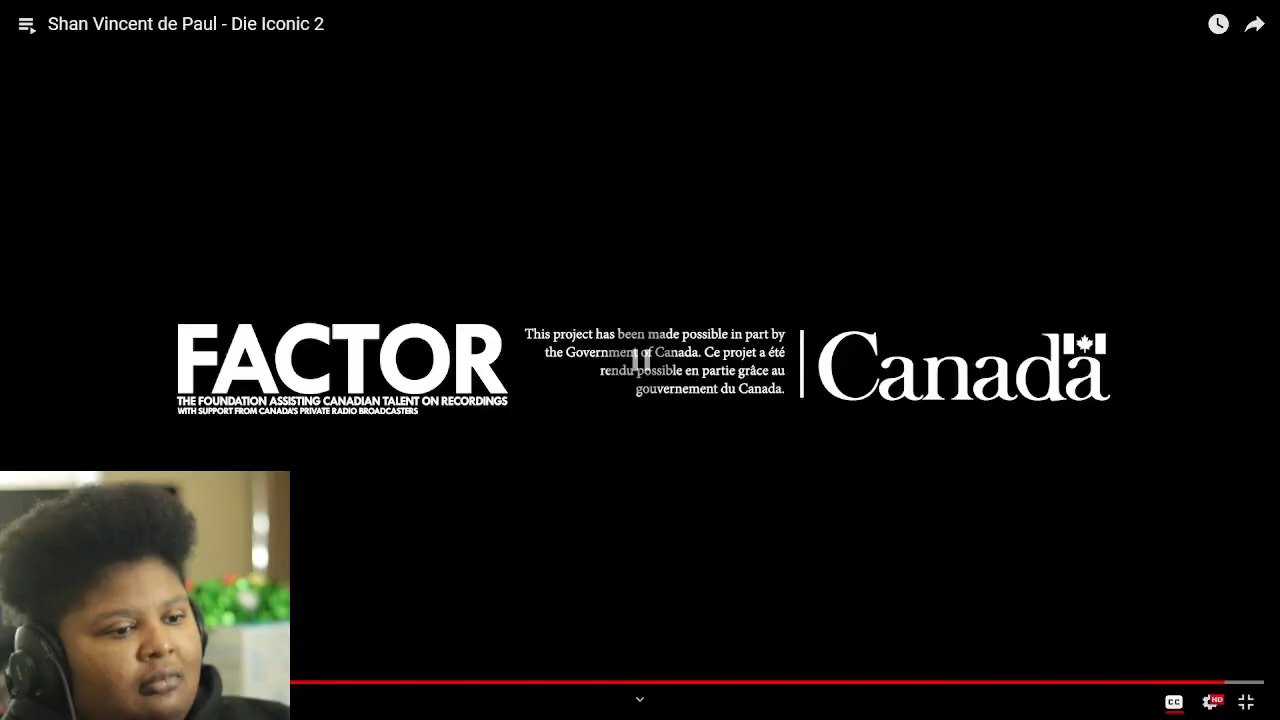 Shan Vincent de Paul - Die Iconic 2
FACTOR
THE FOUNDATION ASSISTING CANADIAN TALENT ON RECORDINGS
WITH SUPPORT FROM CANADA'S PRIVATE RADIO BROADCASTERS
This project has been made possible in part by
the Government of Canada. Ce projet a été
rendu possible en partie grâce au
gouvernement du Canada.
Canada
CC
HD